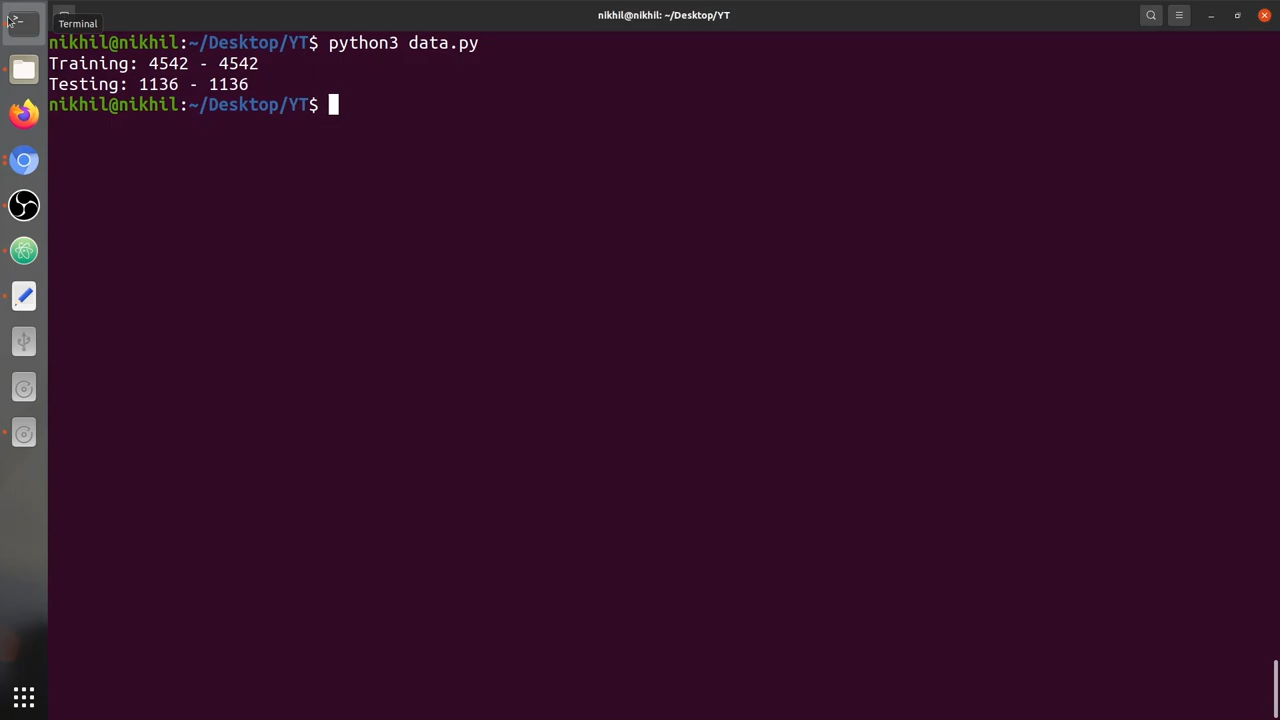 nikhil@nikhil: ~/Desktop/YT
Terminal
nikhil@nikhil:~/Desktop/YT$ python3 data.py
Training: 4542 - 4542
Testing: 1136 - 1136
nikhil@nikhil:~/Desktop/YT$